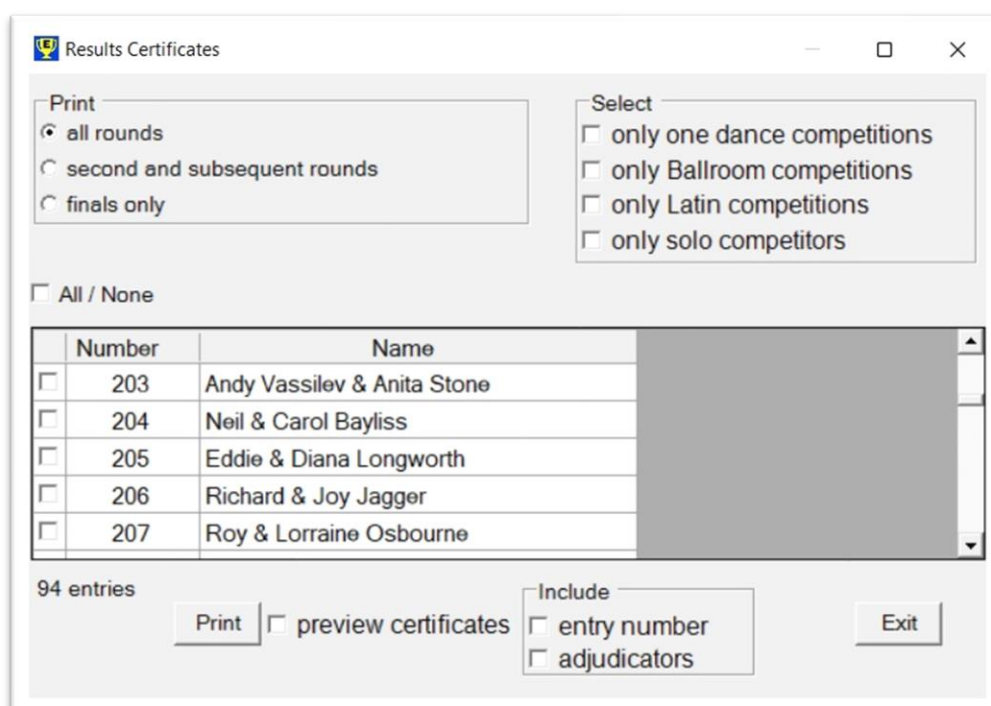 Results Certificates
Print
all rounds
second and subsequent rounds
finals only
Select
only one dance competitions
only Ballroom competitions
only Latin competitions
only solo competitors
All / None
Number Name
203 Andy Vassilev & Anita Stone
204 Neil & Carol Bayliss
205 Eddie & Diana Longworth
206 Richard & Joy Jagger
207 Roy & Lorraine Osbourne
94 entries
Print
preview certificates
Include
entry number
adjudicators
Exit